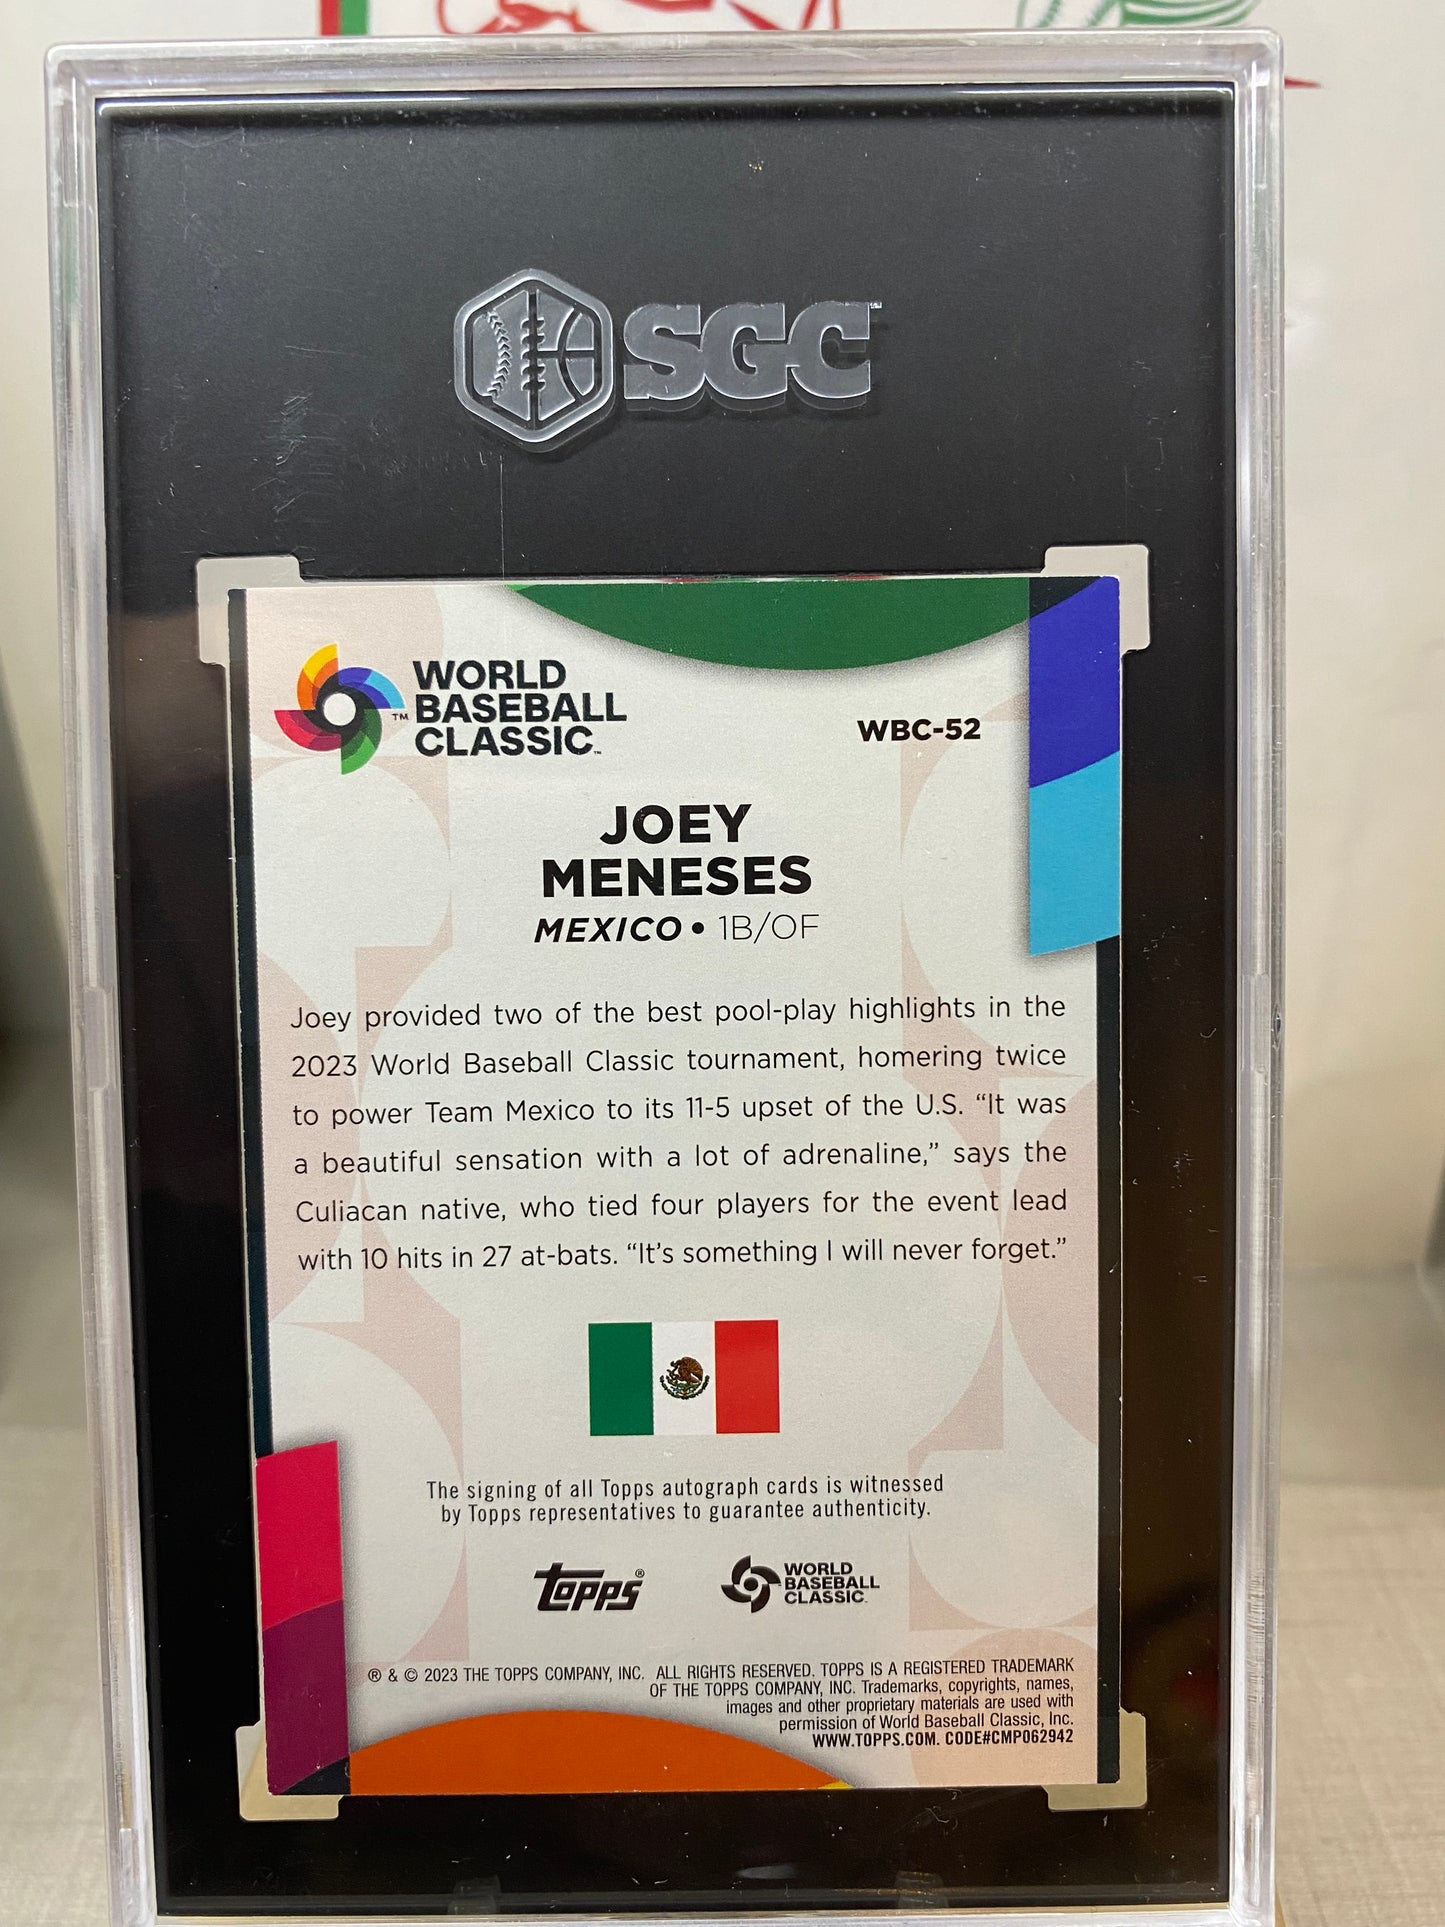 SGC
WORLD
BASEBALL
CLASSIC™
™
WBC-52
JOEY
MENESES
MEXICO • 1B/OF
Joey provided two of the best pool-play highlights in the
2023 World Baseball Classic tournament, homering twice
to power Team Mexico to its 11-5 upset of the U.S. “It was
a beautiful sensation with a lot of adrenaline,” says the
Culiacan native, who tied four players for the event lead
with 10 hits in 27 at-bats. “It’s something I will never forget.”
The signing of all Topps autograph cards is witnessed
by Topps representatives to guarantee authenticity.
topps®
WORLD
BASEBALL
CLASSIC
® & © 2023 THE TOPPS COMPANY, INC. ALL RIGHTS RESERVED. TOPPS IS A REGISTERED TRADEMARK
OF THE TOPPS COMPANY, INC. Trademarks, copyrights, names,
images and other proprietary materials are used with
permission of World Baseball Classic, Inc.
WWW.TOPPS.COM. CODE#CMP062942